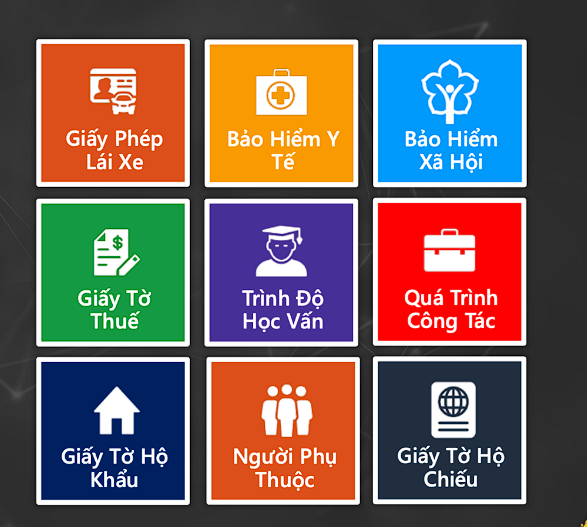 Giấy Phép
Lái Xe
Bảo Hiểm Y
Tế
Bảo Hiểm
Xã Hội
$
Giấy Tờ
Thuế
Trình Độ
Học Vấn
Quá Trình
Công Tác
Giấy Tờ Hộ
Khẩu
Người Phụ
Thuộc
Giấy Tờ Hộ
Chiếu